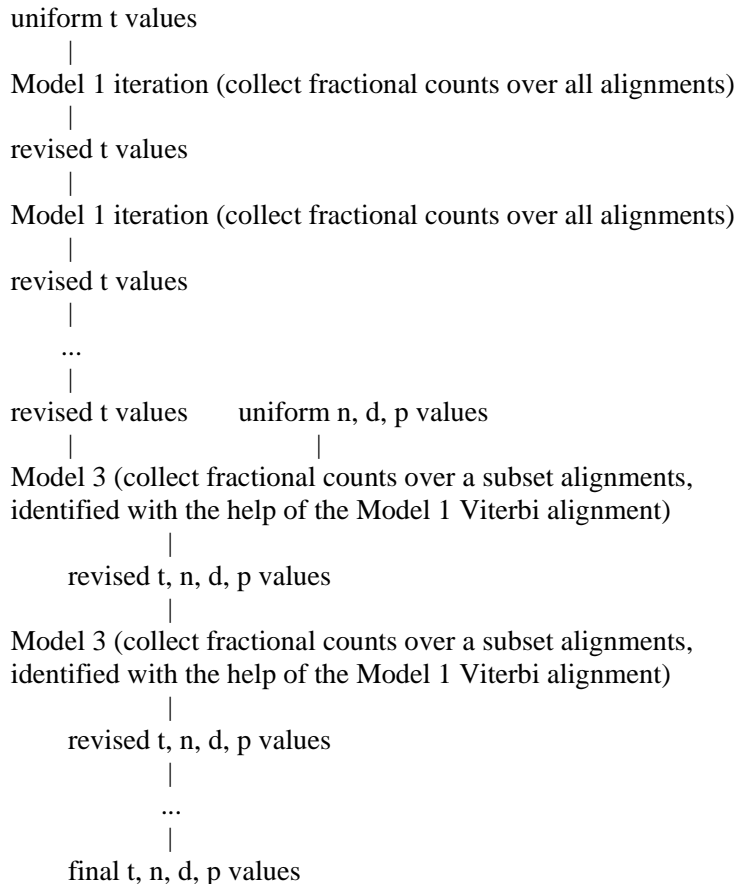 uniform t values
|
Model 1 iteration (collect fractional counts over all alignments)
|
revised t values
|
Model 1 iteration (collect fractional counts over all alignments)
|
revised t values
|
...
|
revised t values uniform n, d, p values
| |
Model 3 (collect fractional counts over a subset alignments,
identified with the help of the Model 1 Viterbi alignment)
|
revised t, n, d, p values
|
Model 3 (collect fractional counts over a subset alignments,
identified with the help of the Model 1 Viterbi alignment)
|
revised t, n, d, p values
|
...
|
final t, n, d, p values